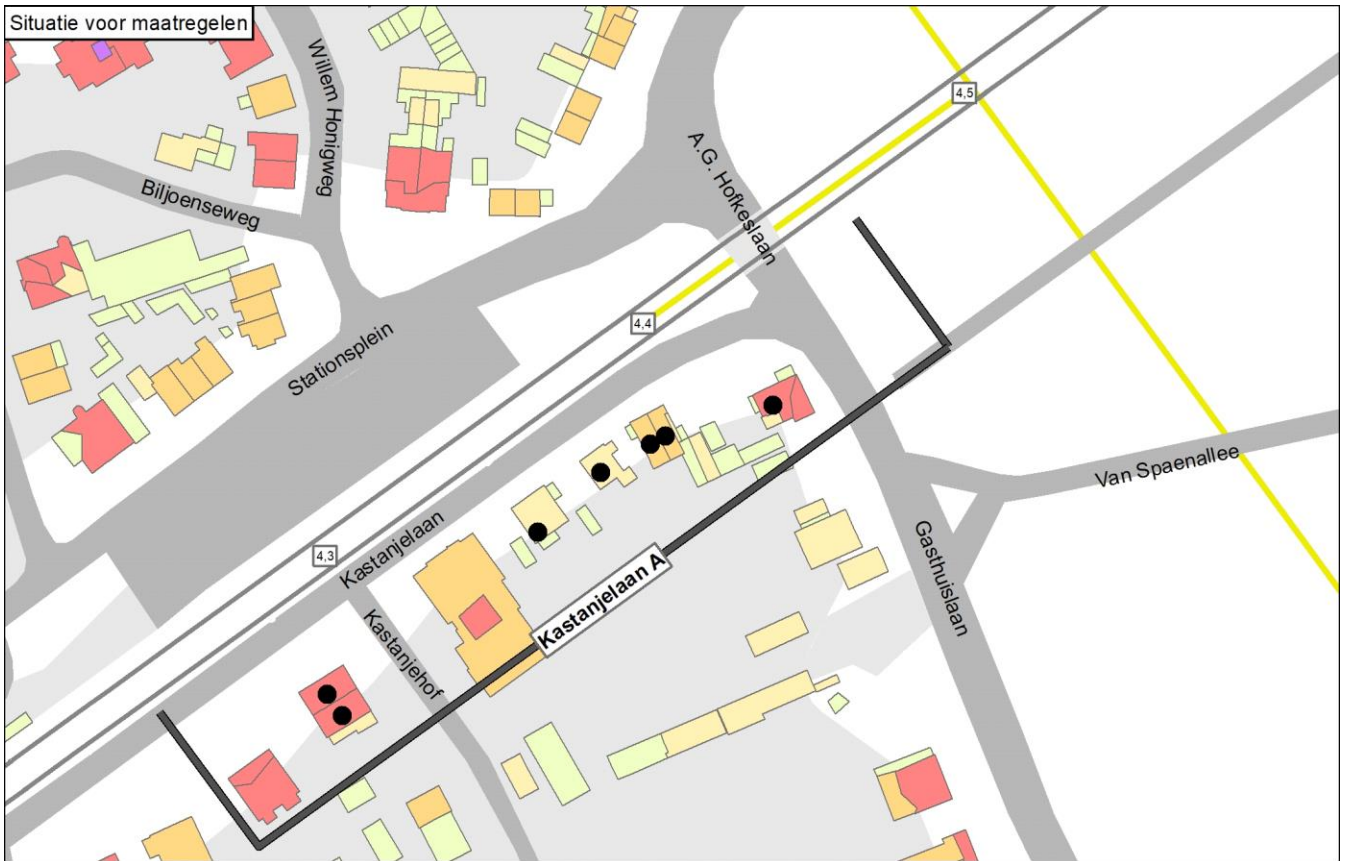 Situatie voor maatregelen
Willem Honigweg
4,5
A.G. Hofkeslaan
Biljoenseweg
4,4
Stationsplein
Van Spaenallee
Kastanjelaan
4,3
Gasthuislaan
Kastanjelaan A
Kastanjehof